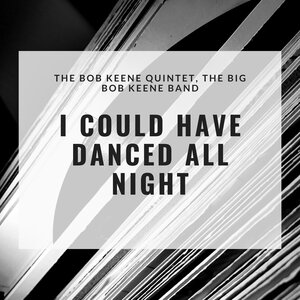 THE BOB KEENE QUINTET, THE BIG
BOB KEENE BAND
I COULD HAVE
DANCED ALL
NIGHT